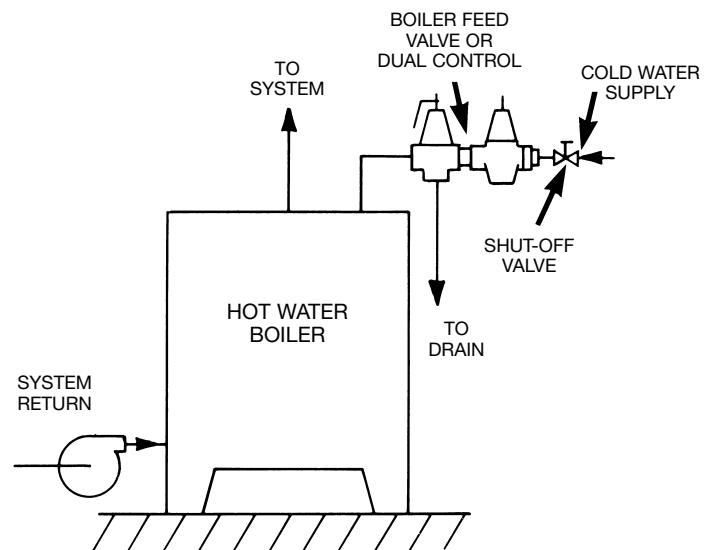 BOILER FEED
VALVE OR
DUAL CONTROL
TO
SYSTEM
COLD WATER
SUPPLY
SHUT-OFF
VALVE
HOT WATER
BOILER
TO
DRAIN
SYSTEM
RETURN